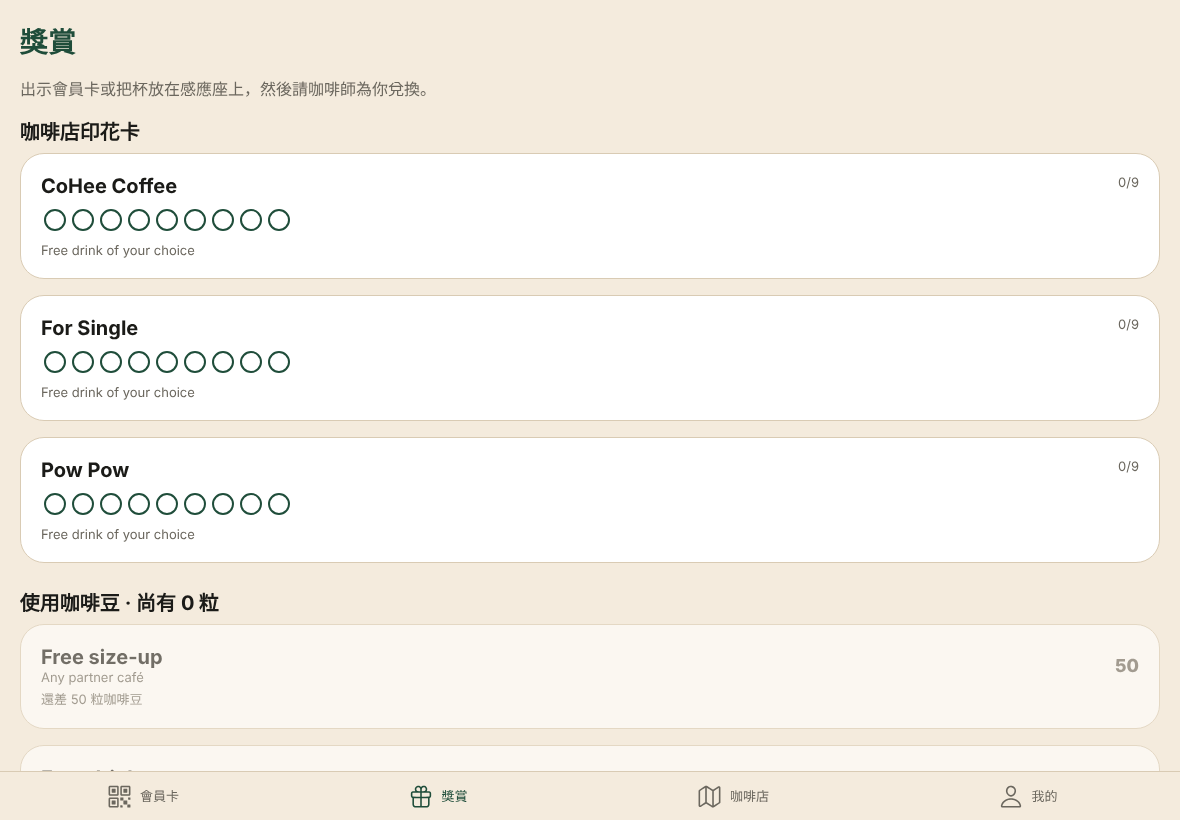 獎賞
出示會員卡或把杯放在感應座上，然後請咖啡師為你兌換。
咖啡店印花卡
CoHee Coffee
0/9
Free drink of your choice
For Single
0/9
Free drink of your choice
Pow Pow
0/9
Free drink of your choice
使用咖啡豆 · 尚有 0 粒
Free size-up
50
Any partner café
還差 50 粒咖啡豆
會員卡
獎賞
咖啡店
我的